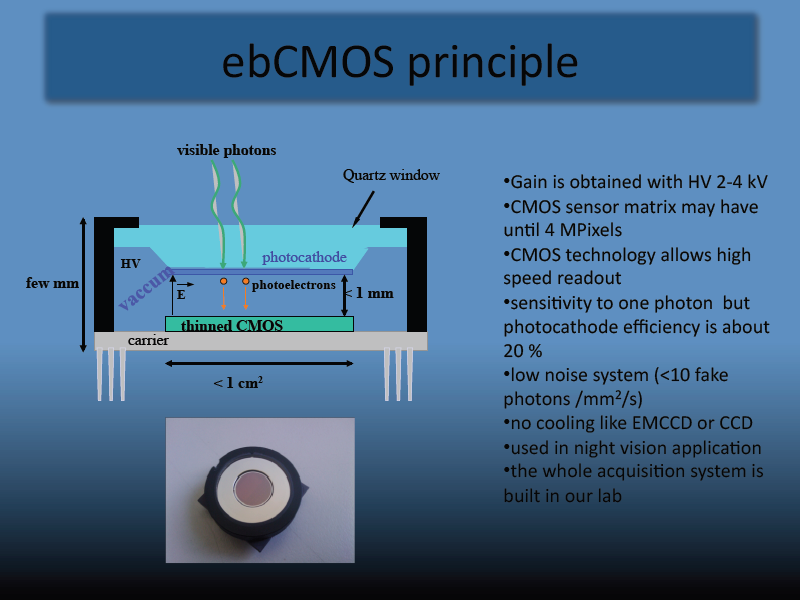 ebCMOS principle
visible photons
Quartz window
photocathode
HV
vaccum
E
photoelectrons
few mm
< 1 mm
thinned CMOS
carrier
< 1 cm²
•Gain is obtained with HV 2-4 kV
•CMOS sensor matrix may have
until 4 MPixels
•CMOS technology allows high
speed readout
•sensitivity to one photon but
photocathode efficiency is about
20 %
•low noise system (<10 fake
photons /mm²/s)
•no cooling like EMCCD or CCD
•used in night vision application
•the whole acquisition system is
built in our lab